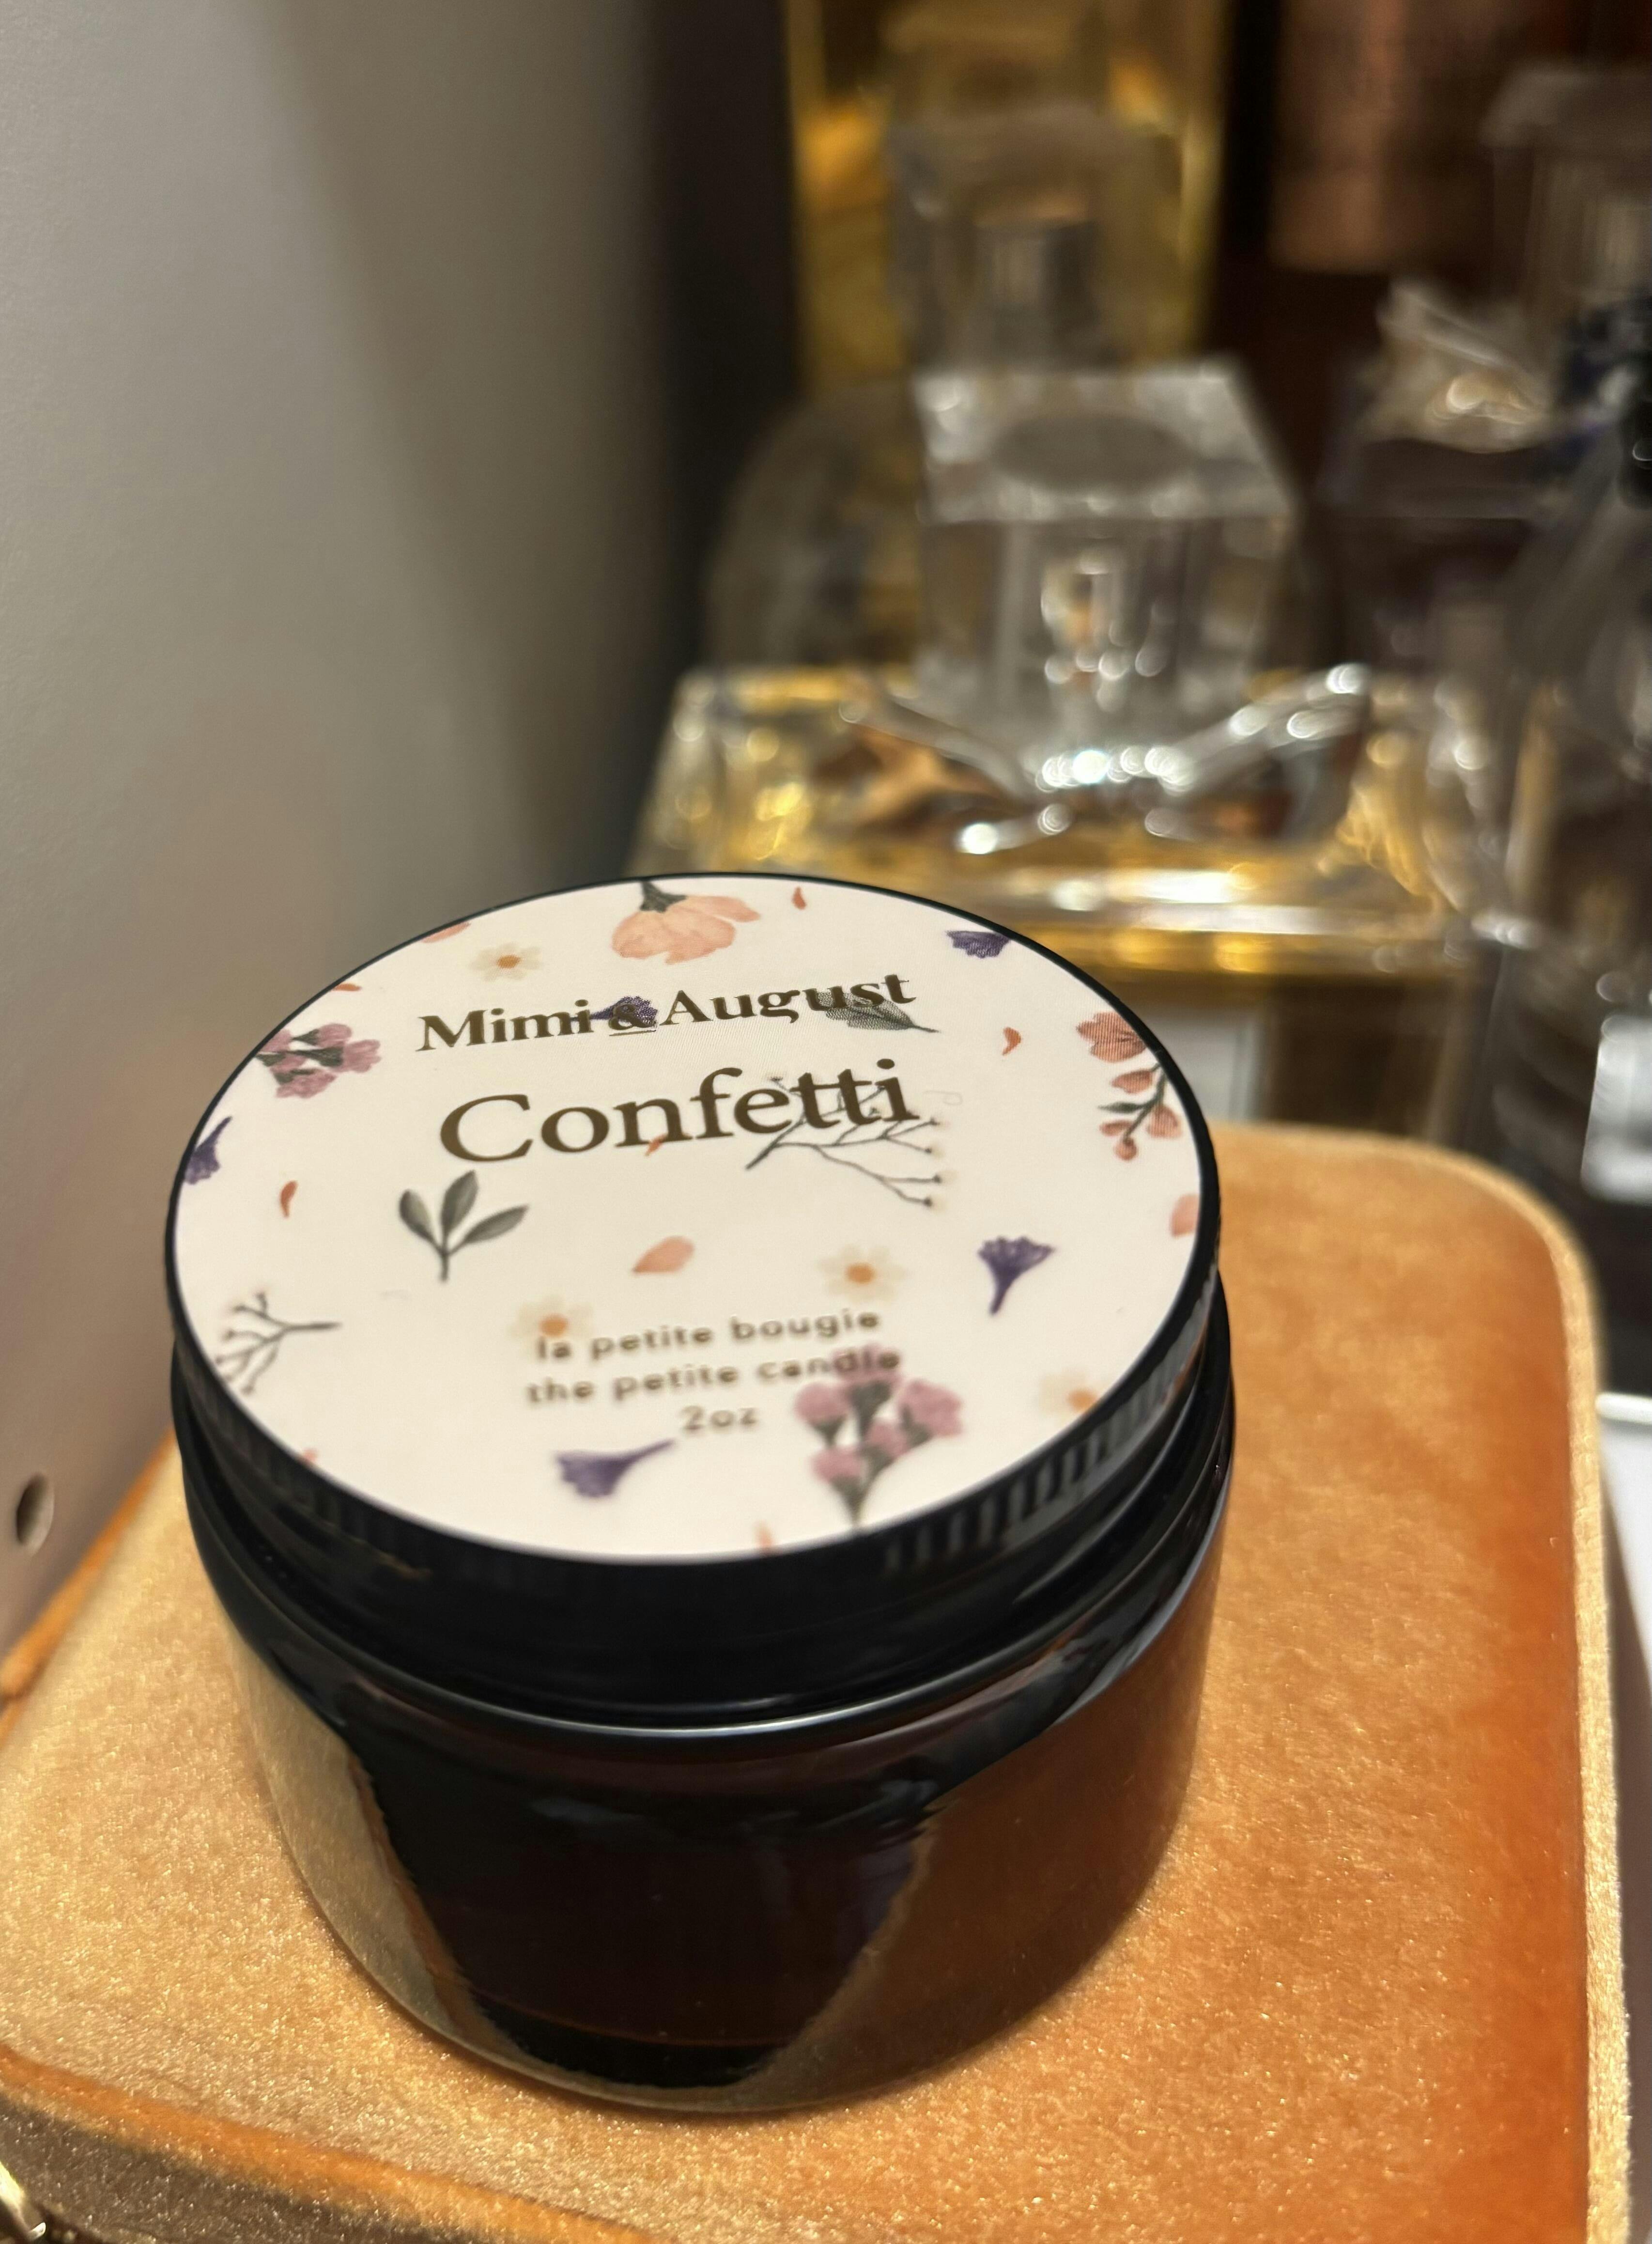 Mimi & August
Confetti
la petite bougie
the petite candle
2oz